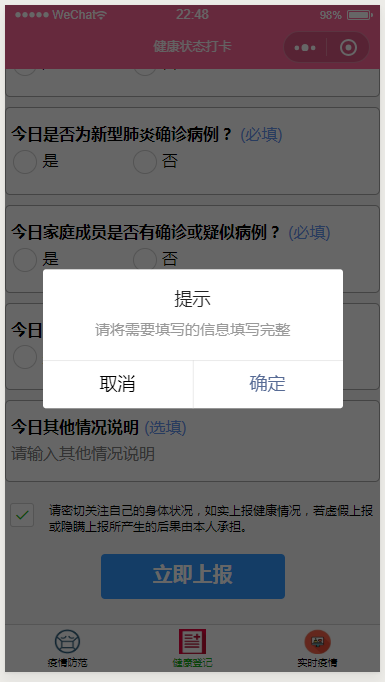 WeChat 22:48 98%
健康状态打卡
今日是否为新型肺炎确诊病例？ (必填)
是 否
今日家庭成员是否有确诊或疑似病例？ (必填)
是 否
提示
请将需要填写的信息填写完整
今日
取消 确定
今日其他情况说明 (选填)
请输入其他情况说明
请密切关注自己的身体状况，如实上报健康情况，若虚假上报
或隐瞒上报所产生的后果由本人承担。
立即上报
疫情防范 健康登记 实时疫情